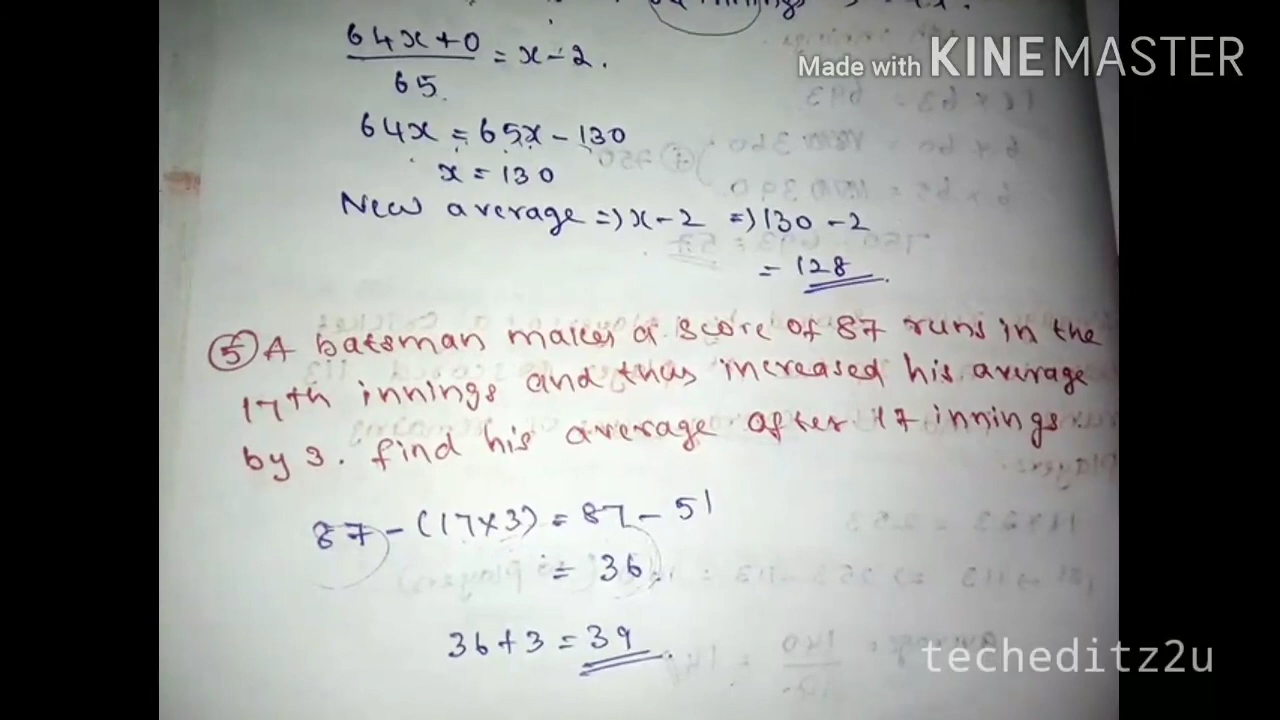 Made with KINEMASTER
64x+0
65
= x-2.
64x = 65x - 130
x = 130
New average => x-2 => 130 - 2
= 128
5 A batsman makes a score of 87 runs in the
17th innings and thus increased his average
by 3. find his average after 17 innings.
87 - (17x3) = 87 - 51
= 36
36+3 = 39
techeditz2u